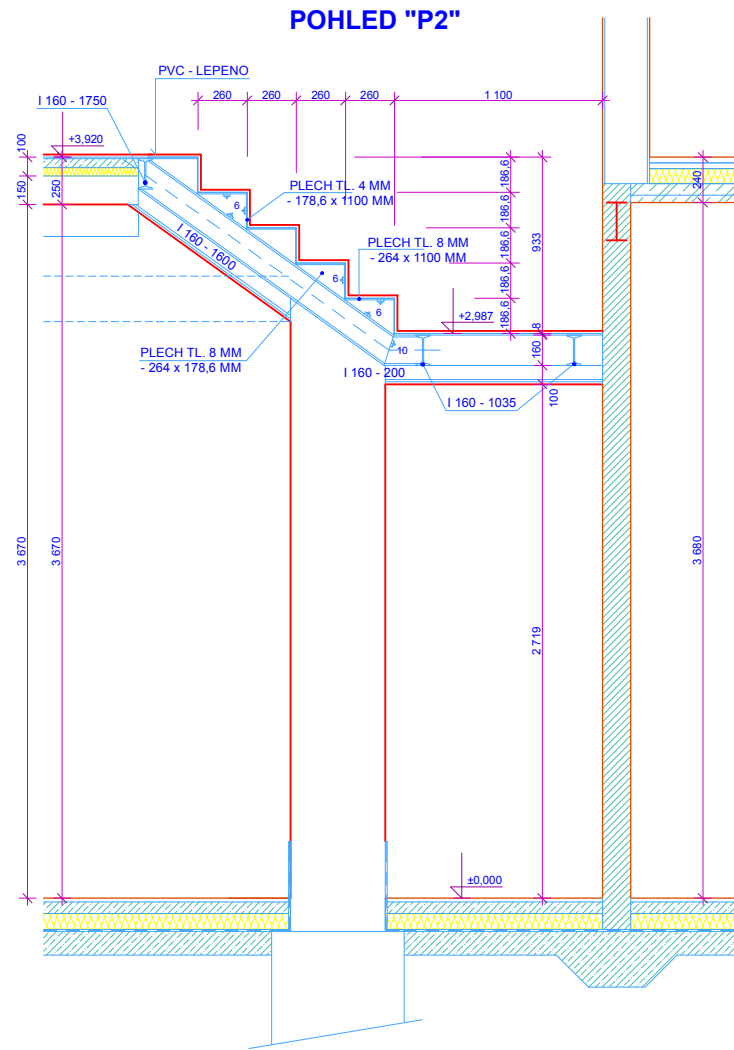 POHLED "P2"
PVC - LEPENO
I 160 - 1750
260
260
260
260
1 100
100
+3,920
150
250
240
186,6
186,6
186,6
186,6
186,6
933
PLECH TL. 4 MM
- 178,6 x 1100 MM
6
I 160 - 1600
PLECH TL. 8 MM
- 264 x 1100 MM
6
6
+2,987
8
PLECH TL. 8 MM
- 264 x 178,6 MM
10
160
I 160 - 200
I 160 - 1035
100
3 670
3 670
3 680
2 719
±0,000